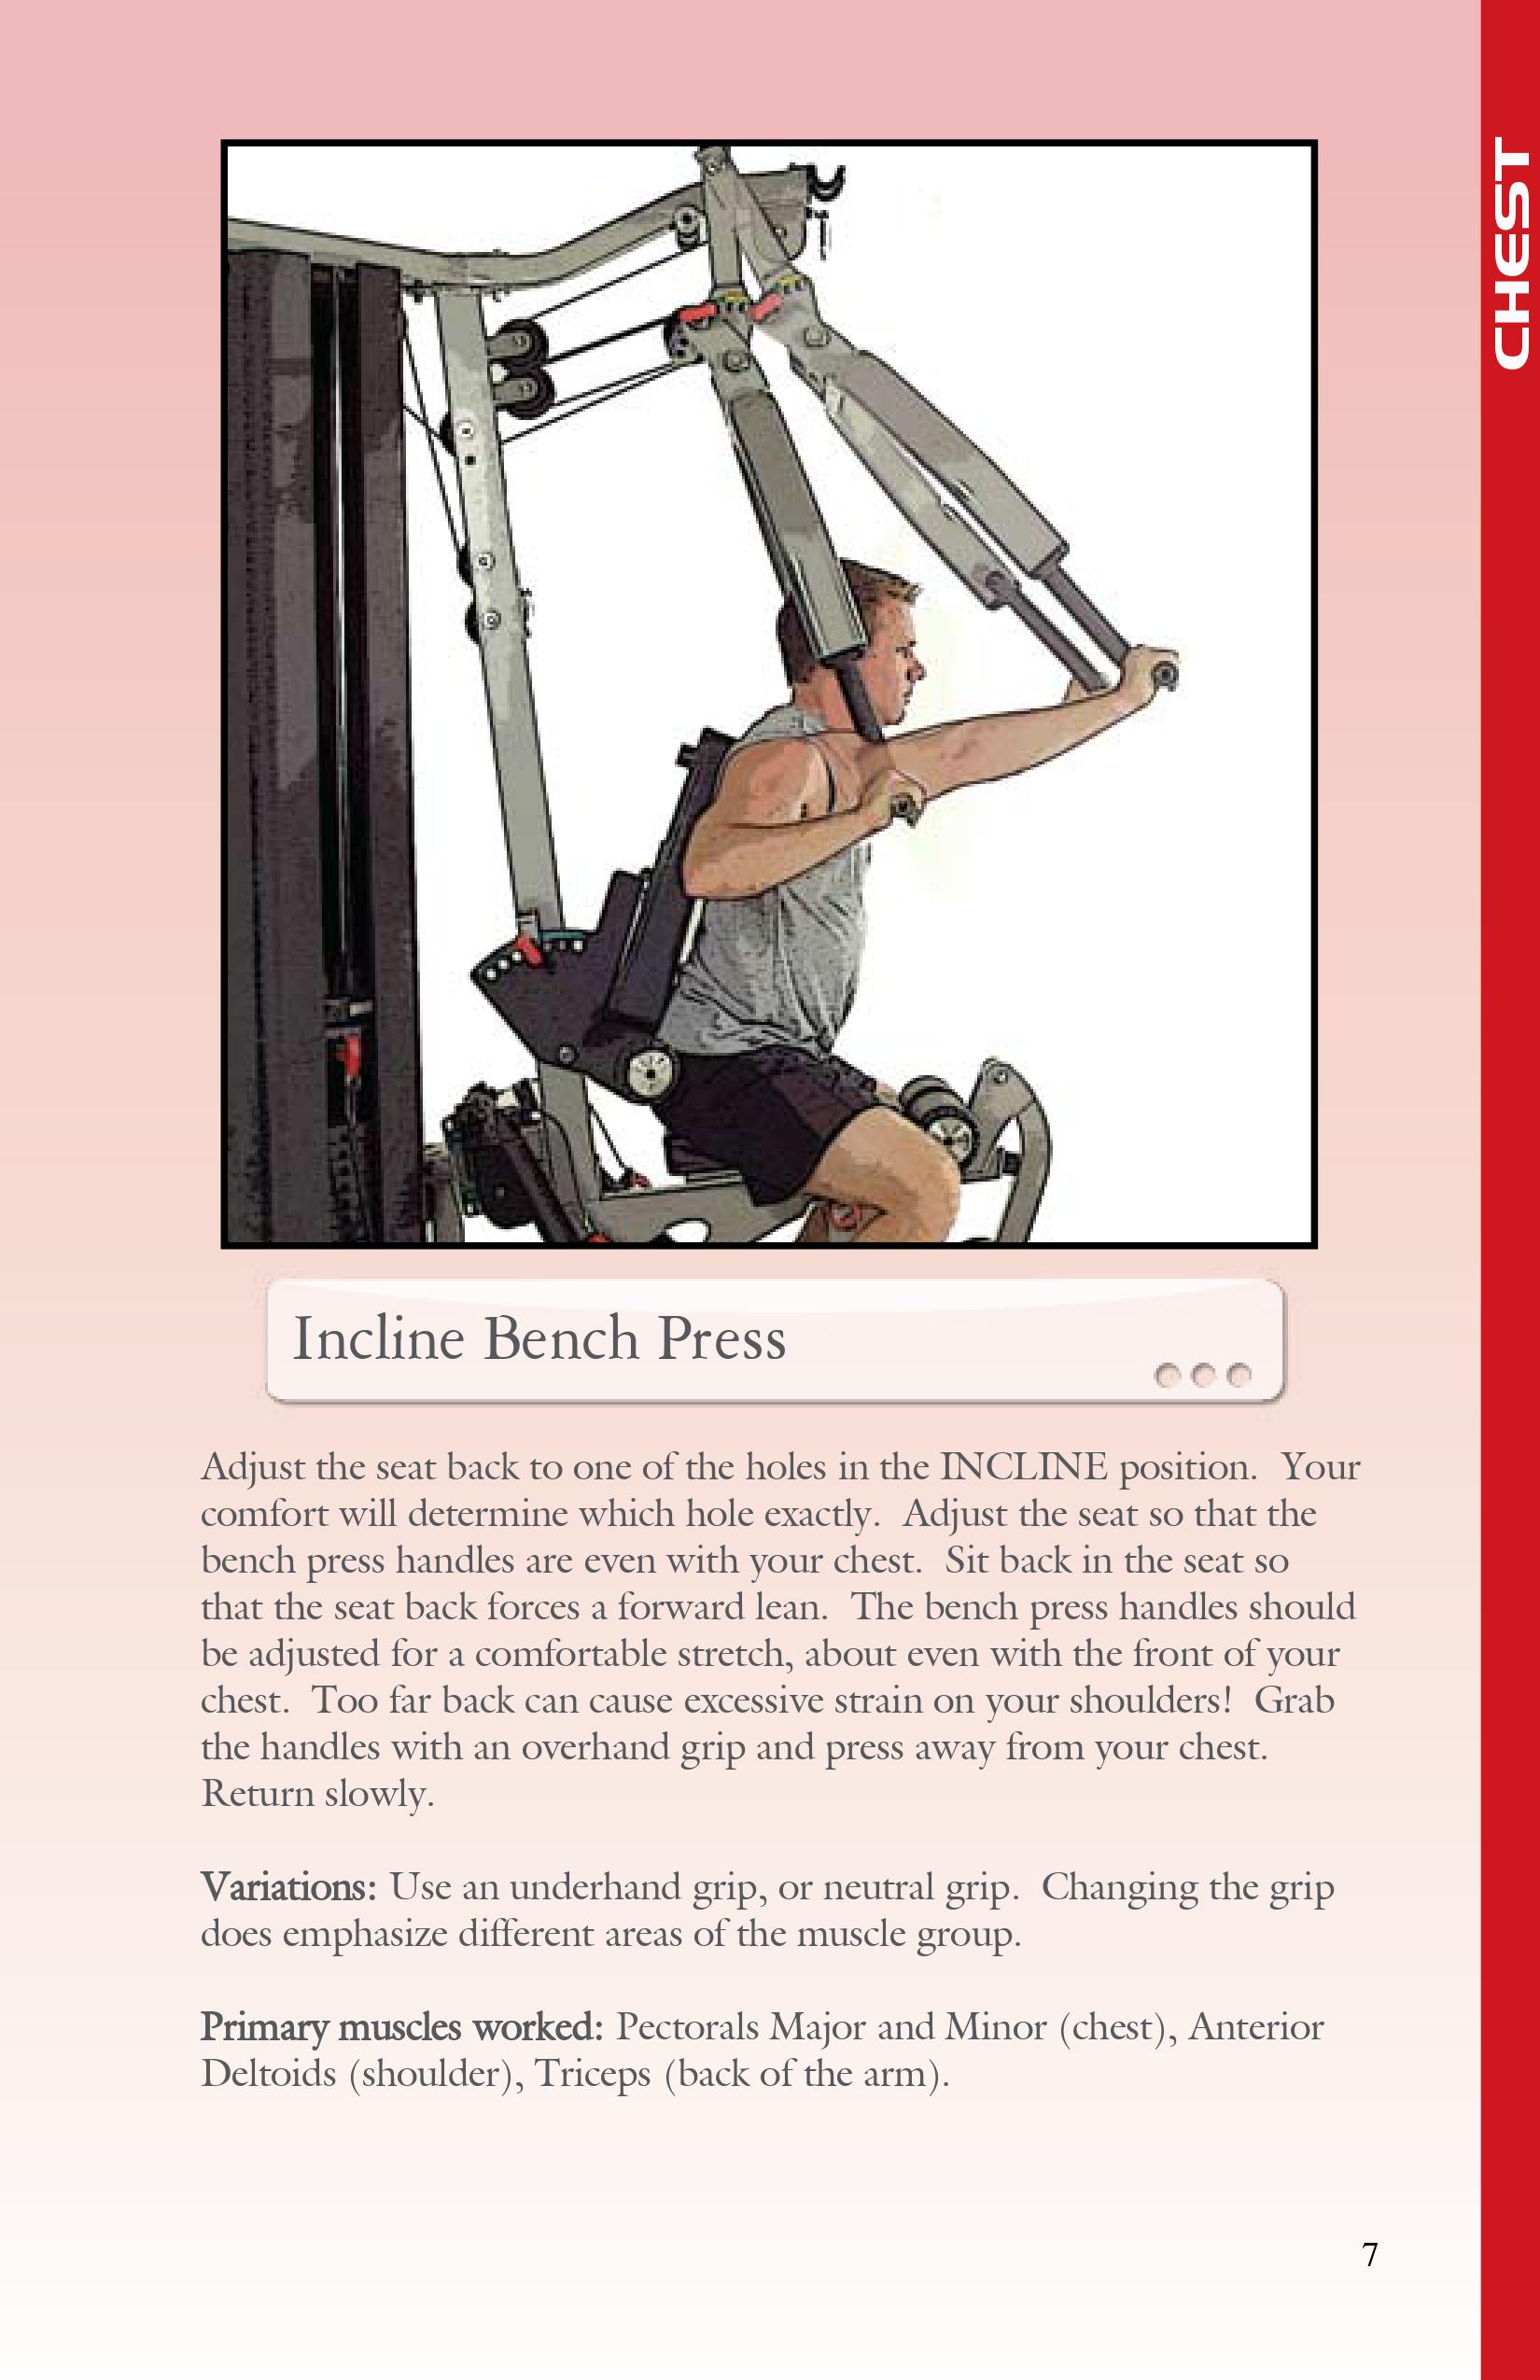 CHEST
Incline Bench Press
Adjust the seat back to one of the holes in the INCLINE position.  Your
comfort will determine which hole exactly.  Adjust the seat so that the
bench press handles are even with your chest.  Sit back in the seat so
that the seat back forces a forward lean.  The bench press handles should
be adjusted for a comfortable stretch, about even with the front of your
chest.  Too far back can cause excessive strain on your shoulders!  Grab
the handles with an overhand grip and press away from your chest.
Return slowly.
Variations: Use an underhand grip, or neutral grip.  Changing the grip
does emphasize different areas of the muscle group.
Primary muscles worked: Pectorals Major and Minor (chest), Anterior
Deltoids (shoulder), Triceps (back of the arm).
7